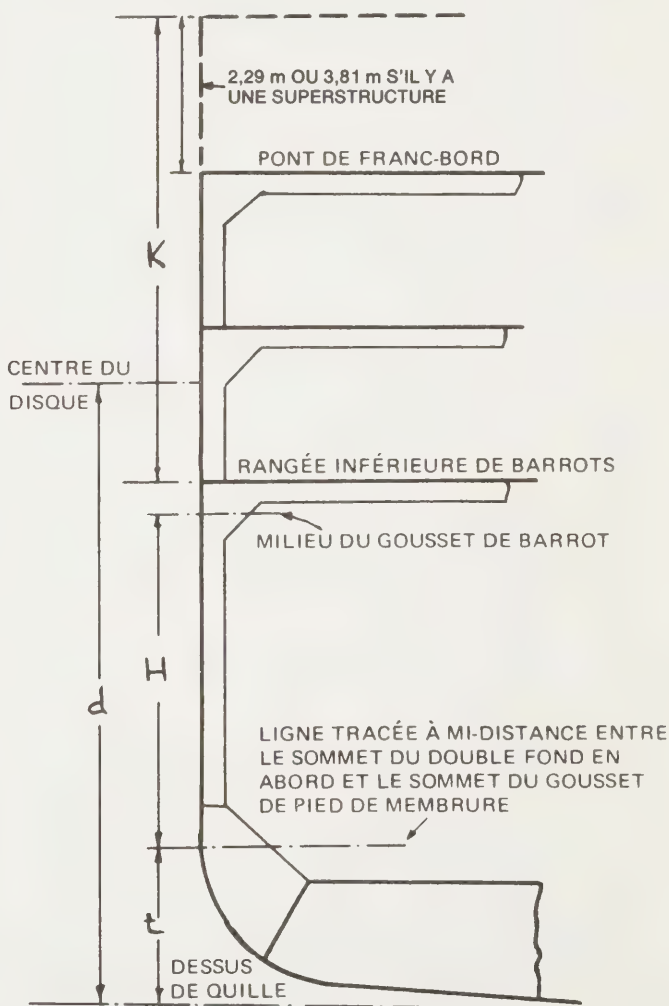 2,29 m OU 3,81 m S'IL Y A
UNE SUPERSTRUCTURE
PONT DE FRANC-BORD
K
CENTRE DU
DISQUE
RANGÉE INFÉRIEURE DE BARROTS
MILIEU DU GOUSSET DE BARROT
H
d
LIGNE TRACÉE À MI-DISTANCE ENTRE
LE SOMMET DU DOUBLE FOND EN
ABORD ET LE SOMMET DU GOUSSET
DE PIED DE MEMBRURE
t
DESSUS
DE QUILLE